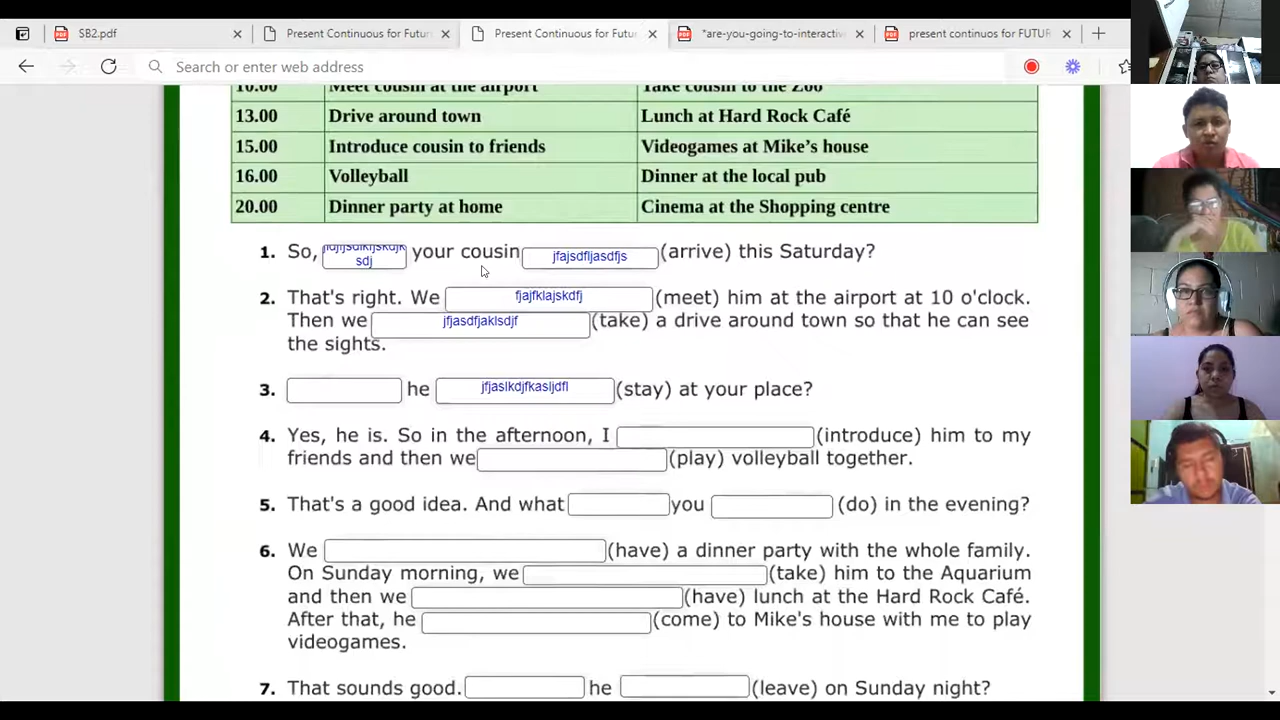 SB2.pdf
Present Continuous for Futur
Present Continuous for Futur
*are-you-going-to-interactive
present continuos for FUTUR
Search or enter web address
10.00 Meet cousin at the airport Take cousin to the Zoo
13.00 Drive around town Lunch at Hard Rock Café
15.00 Introduce cousin to friends Videogames at Mike's house
16.00 Volleyball Dinner at the local pub
20.00 Dinner party at home Cinema at the Shopping centre
1. So, sdj your cousin jfajsdfljasdfjs (arrive) this Saturday?
2. That's right. We fjajfklajskdfj (meet) him at the airport at 10 o'clock.
Then we jfjasdfjaklsdjf (take) a drive around town so that he can see
the sights.
3. he jfjaslkdjfkasljdfl (stay) at your place?
4. Yes, he is. So in the afternoon, I (introduce) him to my
friends and then we (play) volleyball together.
5. That's a good idea. And what you (do) in the evening?
6. We (have) a dinner party with the whole family.
On Sunday morning, we (take) him to the Aquarium
and then we (have) lunch at the Hard Rock Café.
After that, he (come) to Mike's house with me to play
videogames.
7. That sounds good. he (leave) on Sunday night?